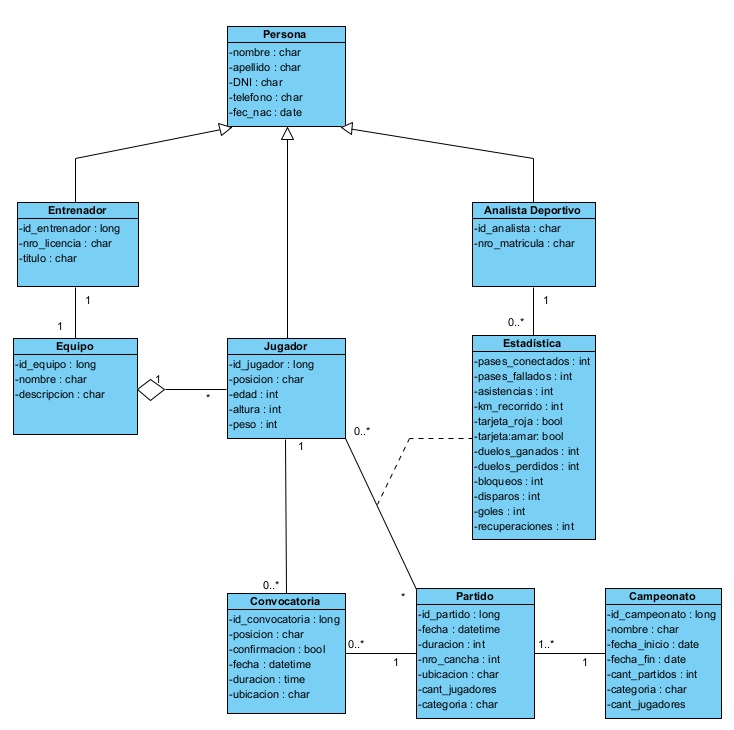 Persona
-nombre : char
-apellido : char
-DNI : char
-telefono : char
-fec_nac : date
Entrenador
-id_entrenador : long
-nro_licencia : char
-titulo : char
Analista Deportivo
-id_analista : char
-nro_matricula : char
1
1
1
0..*
Equipo
-id_equipo : long
-nombre : char
-descripcion : char
1
*
Jugador
-id_jugador : long
-posicion : char
-edad : int
-altura : int
-peso : int
Estadística
-pases_conectados : int
-pases_fallados : int
-asistencias : int
-km_recorrido : int
-tarjeta_roja : bool
-tarjeta:amar: bool
-duelos_ganados : int
-duelos_perdidos : int
-bloqueos : int
-disparos : int
-goles : int
-recuperaciones : int
1
0..*
0..*
*
Convocatoria
-id_convocatoria : long
-posicion : char
-confirmacion : bool
-fecha : datetime
-duracion : time
-ubicacion : char
0..*
1
Partido
-id_partido : long
-fecha : datetime
-duracion : int
-nro_cancha : int
-ubicacion : char
-cant_jugadores
-categoria : char
1..*
1
Campeonato
-id_campeonato : long
-nombre : char
-fecha_inicio : date
-fecha_fin : date
-cant_partidos : int
-categoria : char
-cant_jugadores